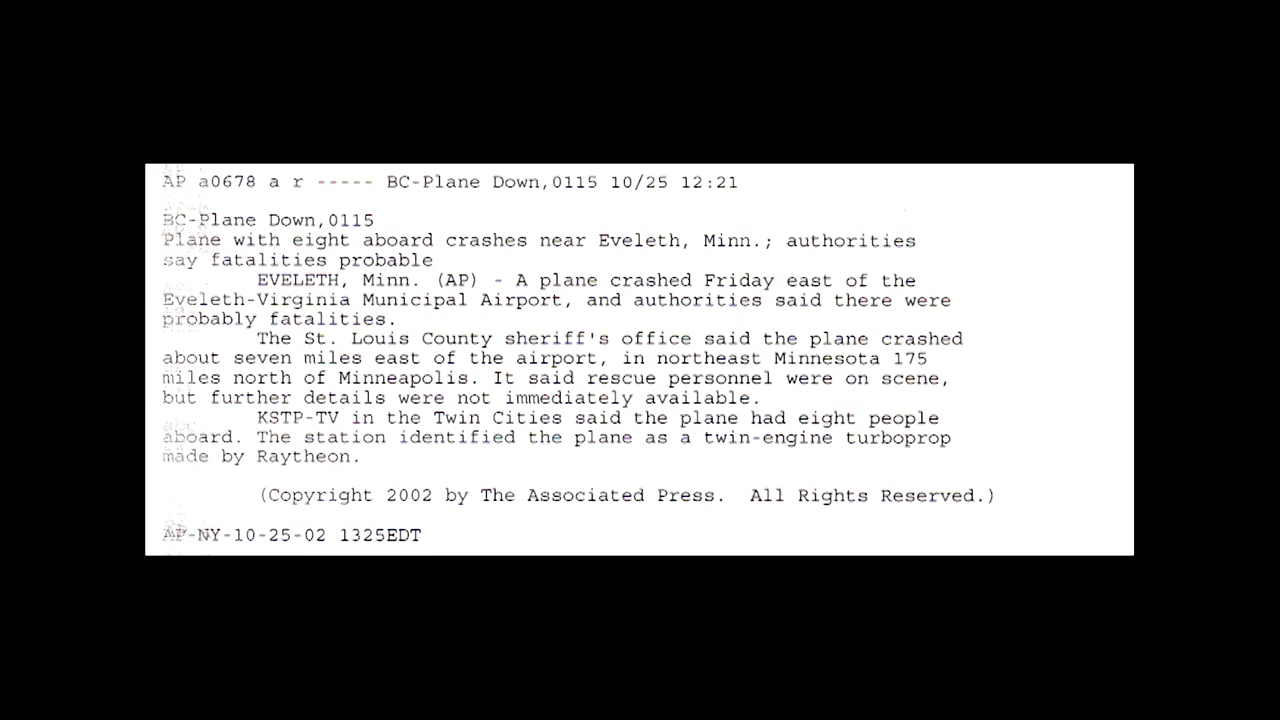 AP a0678 a r ----- BC-Plane Down,0115 10/25 12:21
BC-Plane Down,0115
Plane with eight aboard crashes near Eveleth, Minn.; authorities
say fatalities probable
EVELETH, Minn. (AP) - A plane crashed Friday east of the
Eveleth-Virginia Municipal Airport, and authorities said there were
probably fatalities.
The St. Louis County sheriff's office said the plane crashed
about seven miles east of the airport, in northeast Minnesota 175
miles north of Minneapolis. It said rescue personnel were on scene,
but further details were not immediately available.
KSTP-TV in the Twin Cities said the plane had eight people
aboard. The station identified the plane as a twin-engine turboprop
made by Raytheon.
(Copyright 2002 by The Associated Press.  All Rights Reserved.)
AP-NY-10-25-02 1325EDT